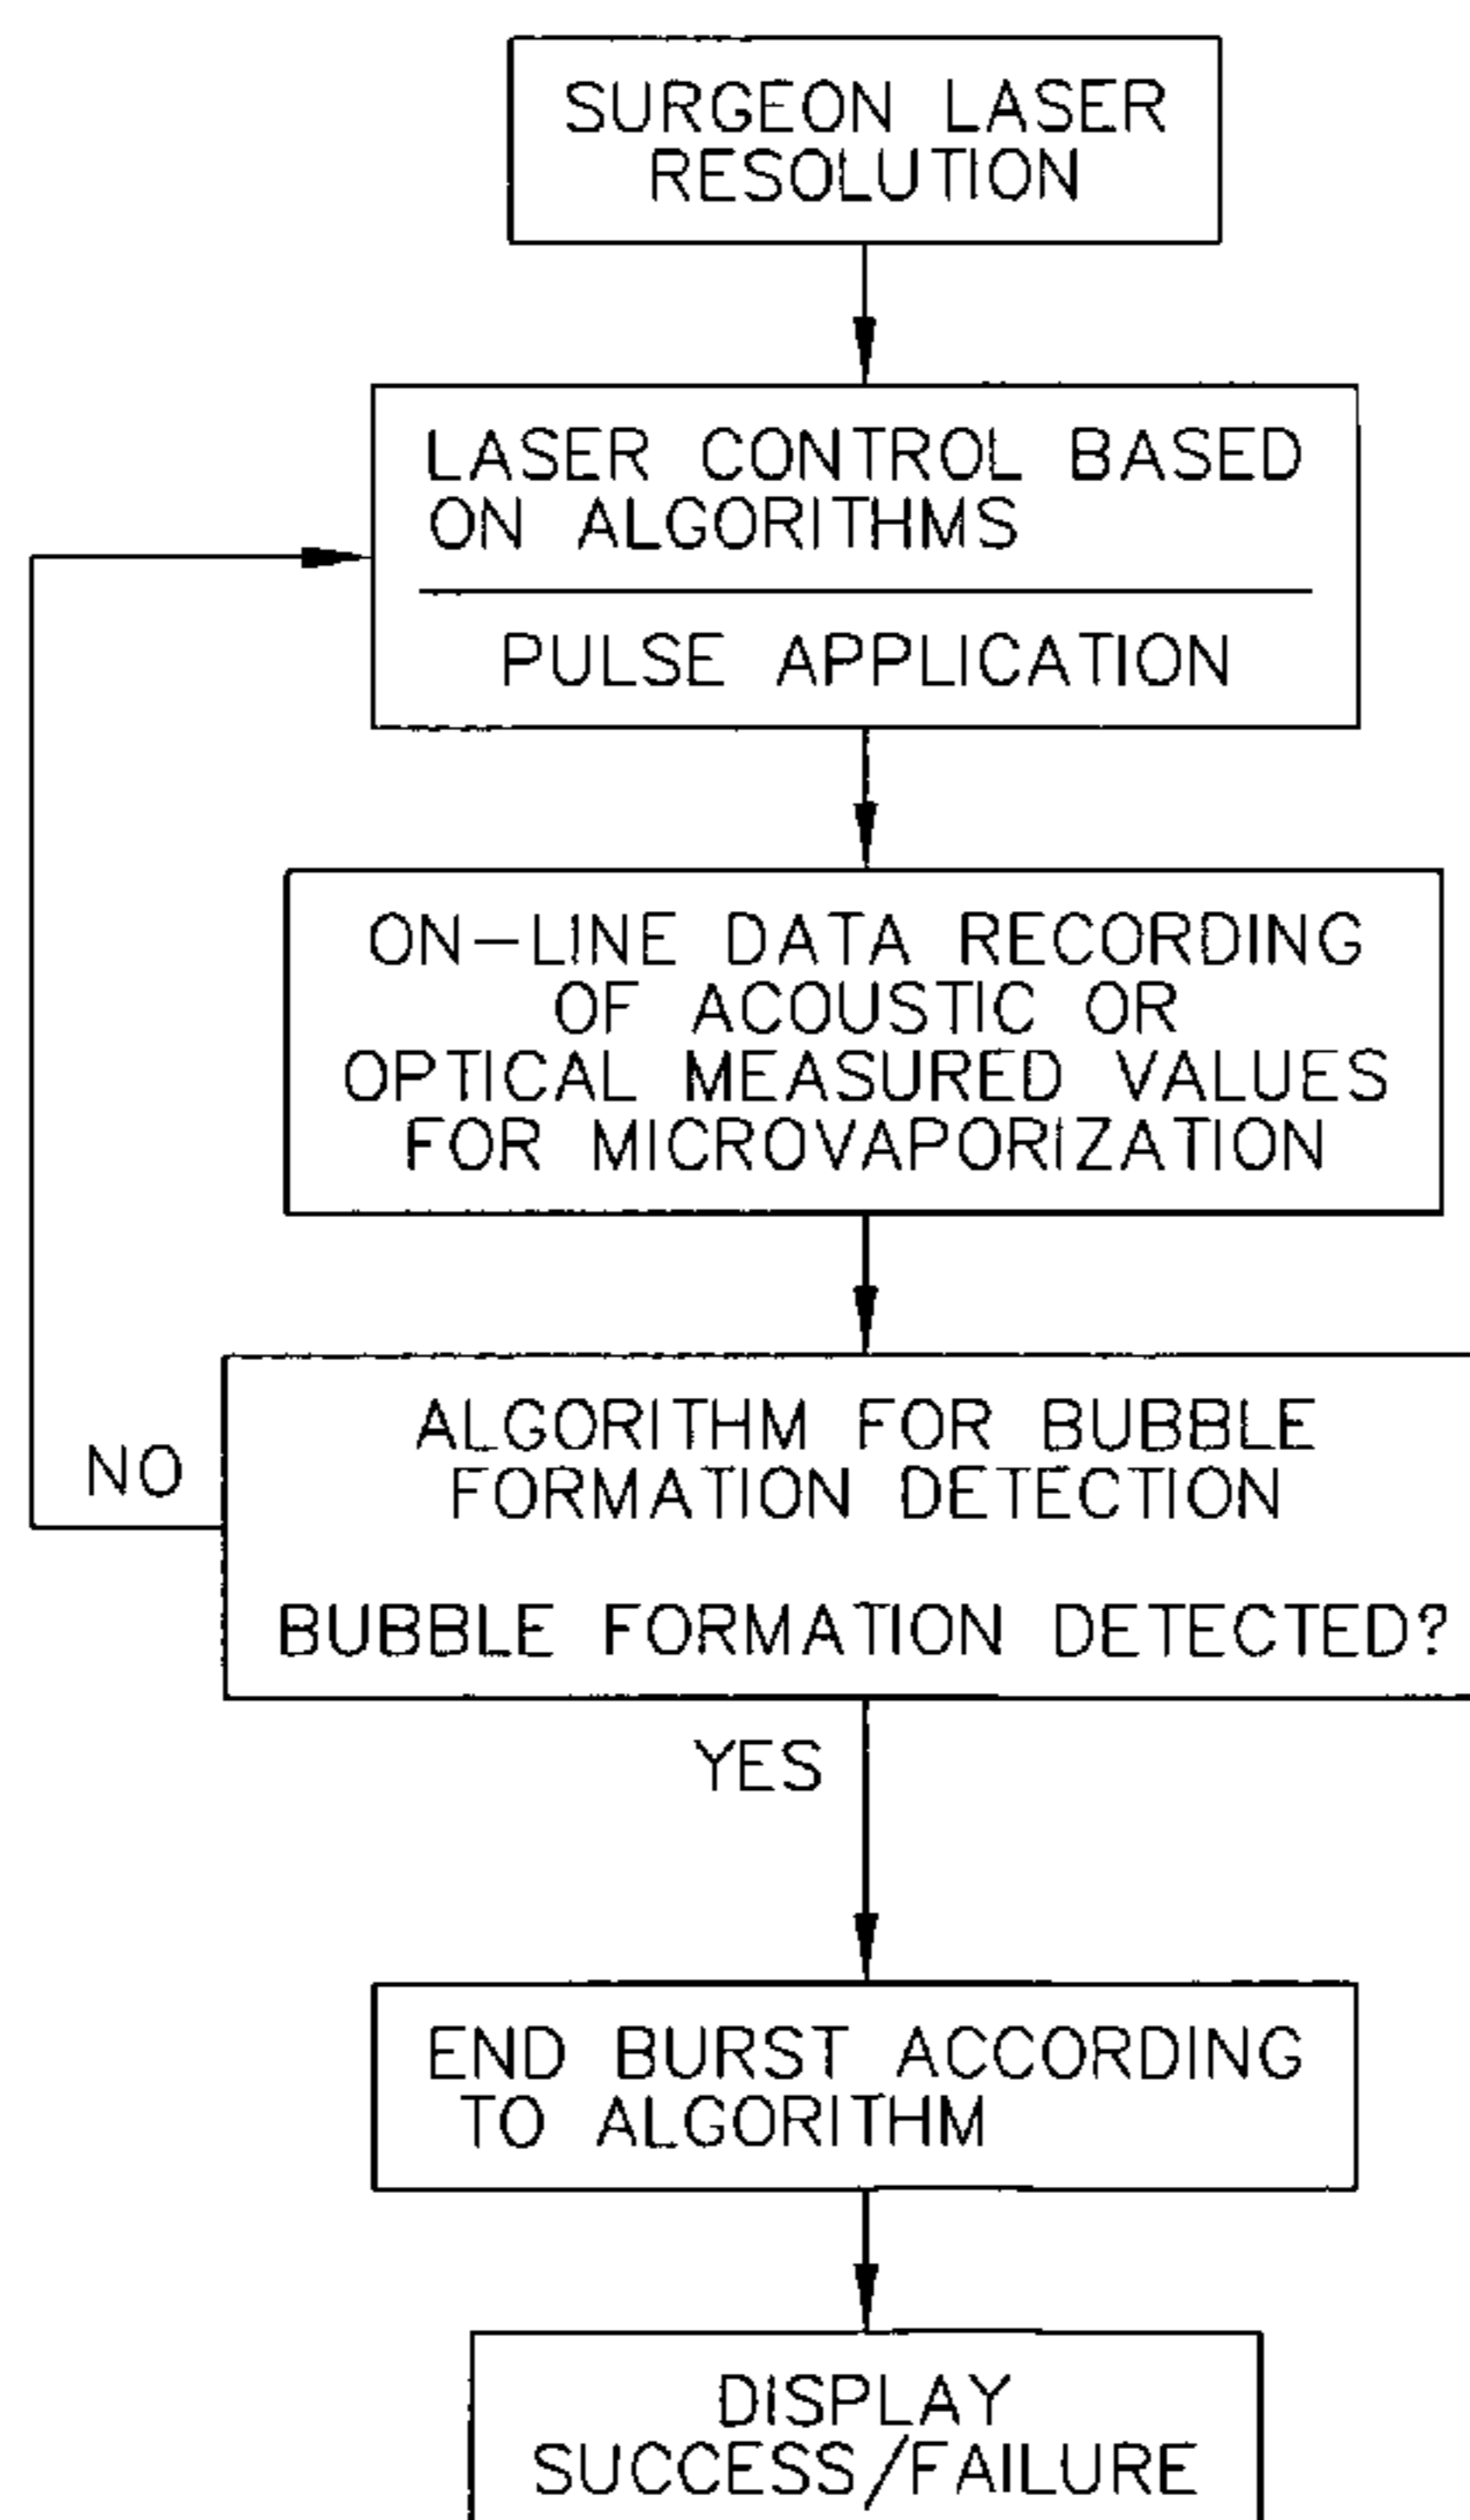 SURGEON LASER
RESOLUTION
LASER CONTROL BASED
ON ALGORITHMS
PULSE APPLICATION
ON-LINE DATA RECORDING
OF ACOUSTIC OR
OPTICAL MEASURED VALUES
FOR MICROVAPORIZATION
ALGORITHM FOR BUBBLE
FORMATION DETECTION
NO
BUBBLE FORMATION DETECTED?
YES
END BURST ACCORDING
TO ALGORITHM
DISPLAY
SUCCESS/FAILURE